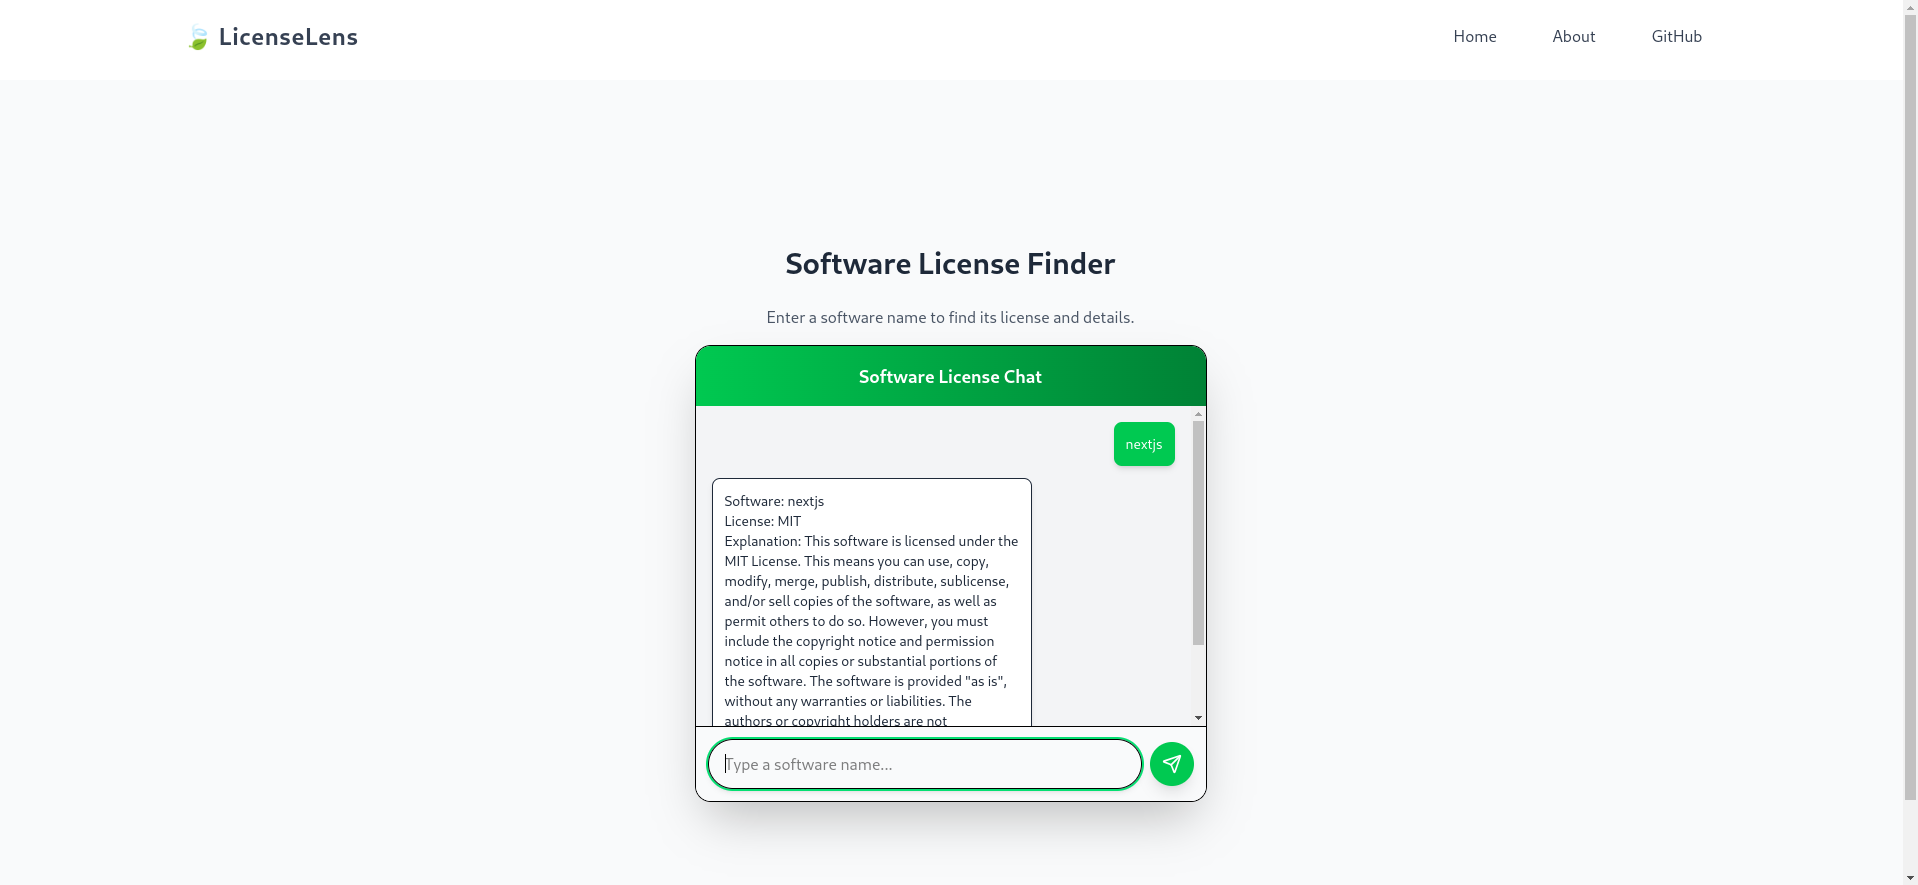 LicenseLens
Home
About
GitHub
Software License Finder
Enter a software name to find its license and details.
Software License Chat
nextjs
Software: nextjs
License: MIT
Explanation: This software is licensed under the
MIT License. This means you can use, copy,
modify, merge, publish, distribute, sublicense,
and/or sell copies of the software, as well as
permit others to do so. However, you must
include the copyright notice and permission
notice in all copies or substantial portions of
the software. The software is provided "as is",
without any warranties or liabilities. The
authors or copyright holders are not
Type a software name...